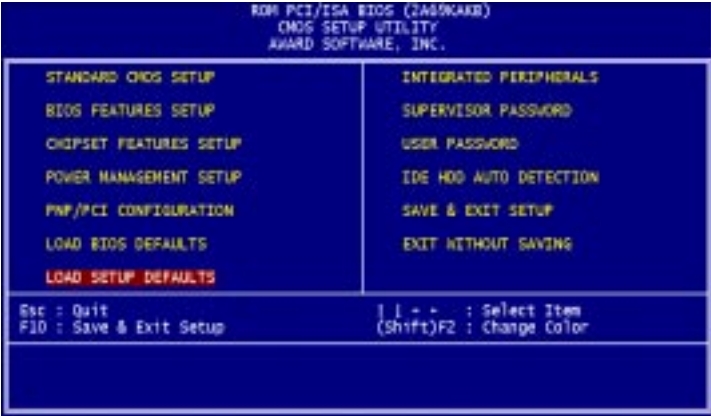 ROM PCI/ISA BIOS (2A69KAKB)
CMOS SETUP UTILITY
AWARD SOFTWARE, INC.
STANDARD CMOS SETUP
BIOS FEATURES SETUP
CHIPSET FEATURES SETUP
POWER MANAGEMENT SETUP
PNP/PCI CONFIGURATION
LOAD BIOS DEFAULTS
LOAD SETUP DEFAULTS
INTEGRATED PERIPHERALS
SUPERVISOR PASSWORD
USER PASSWORD
IDE HDD AUTO DETECTION
SAVE & EXIT SETUP
EXIT WITHOUT SAVING
Esc : Quit
F10 : Save & Exit Setup
: Select Item
(Shift)F2 : Change Color